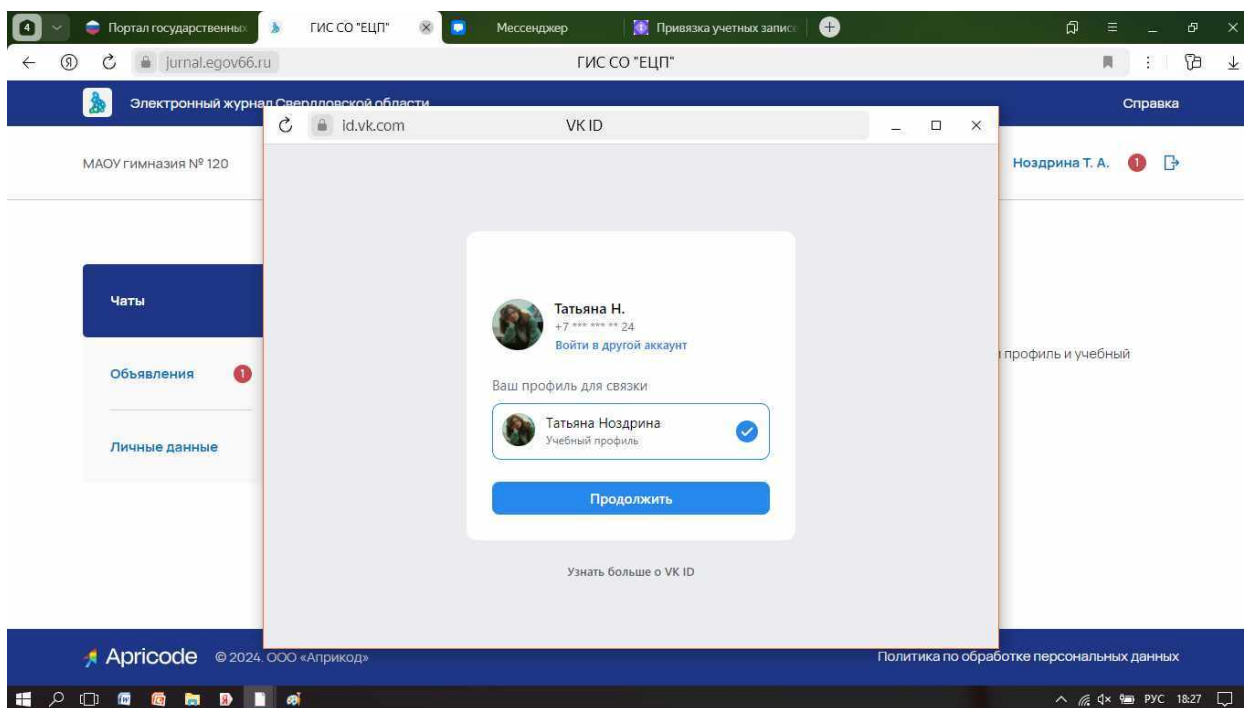 4
Портал государственных
ГИС СО "ЕЦП"
Мессенджер
Привязка учетных записе
jurnal.egov66.ru
ГИС СО "ЕЦП"
Электронный журнал Свердловской области
Справка
id.vk.com
VK ID
МАОУ гимназия № 120
Ноздрина Т. А.
1
Чаты
Объявления
1
Личные данные
Татьяна Н.
+7 *** *** ** 24
Войти в другой аккаунт
Ваш профиль для связки
Татьяна Ноздрина
Учебный профиль
Продолжить
Узнать больше о VK ID
профиль и учебный
Apricode
© 2024. ООО «Априкод»
Политика по обработке персональных данных
РУС
18:27